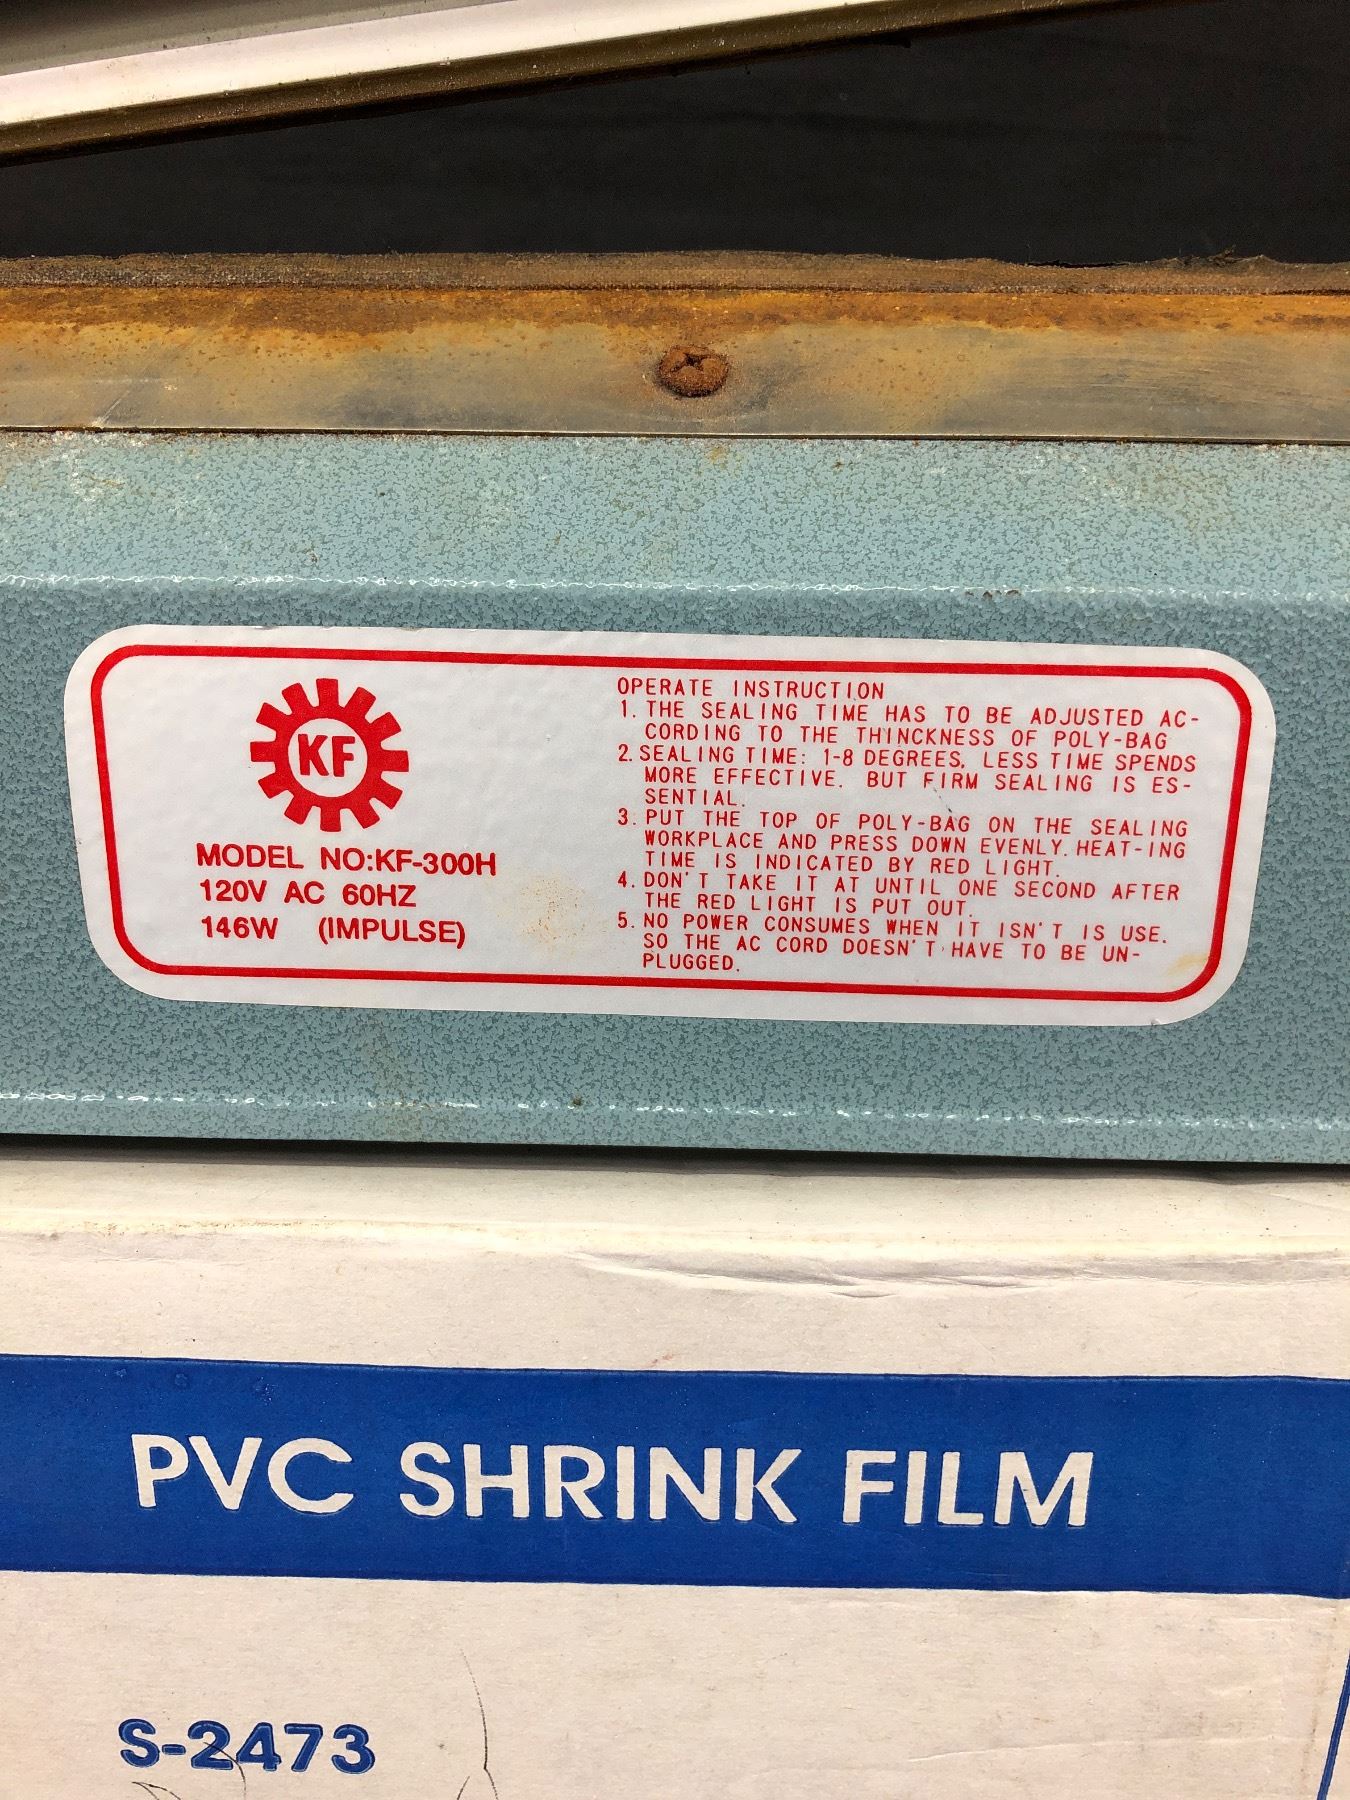 KF
MODEL NO:KF-300H
120V AC 60HZ
146W (IMPULSE)
OPERATE INSTRUCTION
1. THE SEALING TIME HAS TO BE ADJUSTED AC-
CORDING TO THE THINCKNESS OF POLY-BAG
2. SEALING TIME: 1-8 DEGREES, LESS TIME SPENDS
MORE EFFECTIVE. BUT FIRM SEALING IS ES-
SENTIAL.
3. PUT THE TOP OF POLY-BAG ON THE SEALING
WORKPLACE AND PRESS DOWN EVENLY. HEAT-ING
TIME IS INDICATED BY RED LIGHT.
4. DON'T TAKE IT AT UNTIL ONE SECOND AFTER
THE RED LIGHT IS PUT OUT.
5. NO POWER CONSUMES WHEN IT ISN'T IS USE.
SO THE AC CORD DOESN'T HAVE TO BE UN-
PLUGGED.
PVC SHRINK FILM
S-2473